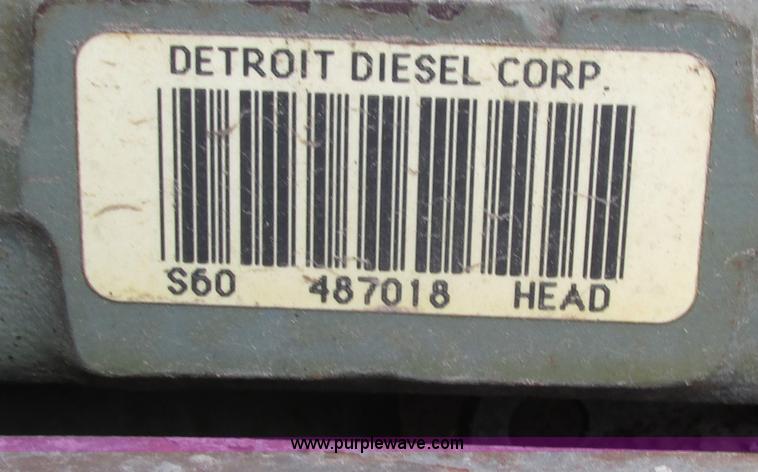 DETROIT DIESEL CORP.
S60 487018 HEAD
www.purplewave.com